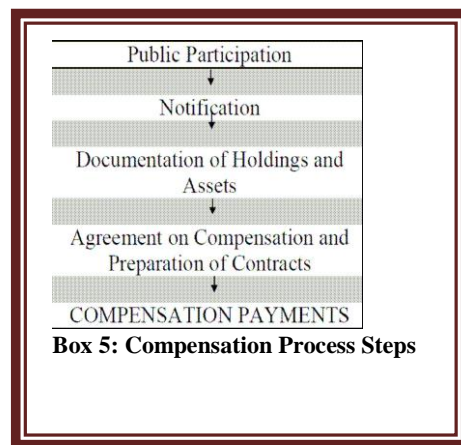 Public Participation
Notification
Documentation of Holdings and
Assets
Agreement on Compensation and
Preparation of Contracts
COMPENSATION PAYMENTS
Box 5: Compensation Process Steps